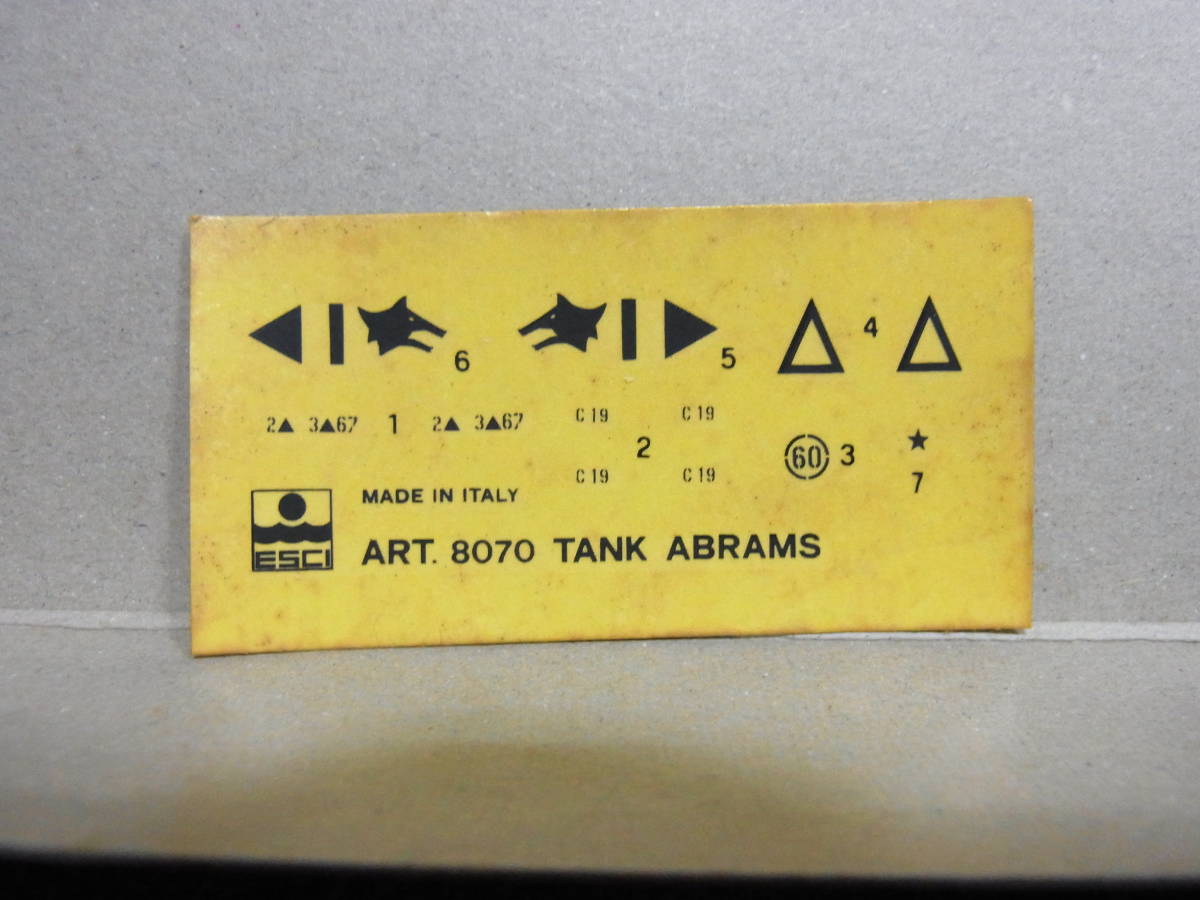 6 5 4
2▲ 3▲67 1 2▲ 3▲67
C 19 C 19
2
C 19 C 19
60 3
★
7
MADE IN ITALY
ESCI
ART. 8070 TANK ABRAMS